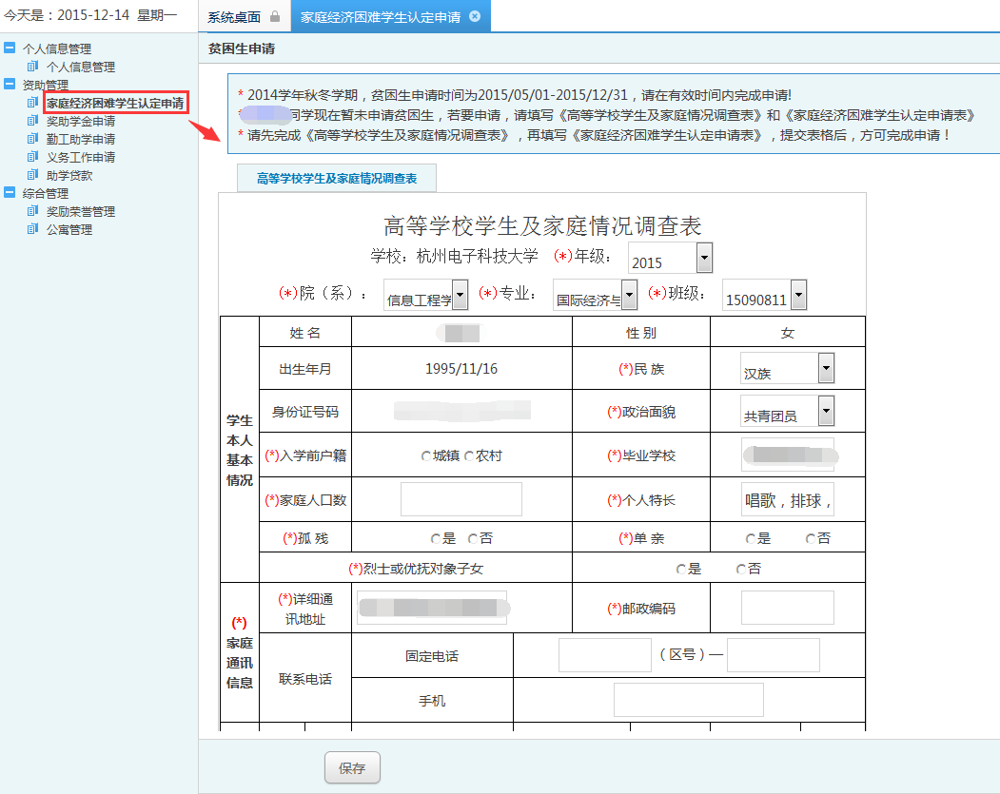 今天是：2015-12-14 星期一
系统桌面
家庭经济困难学生认定申请
个人信息管理
个人信息管理
资助管理
家庭经济困难学生认定申请
奖助学金申请
勤工助学申请
义务工作申请
助学贷款
综合管理
奖励荣誉管理
公寓管理
贫困生申请
* 2014学年秋冬学期，贫困生申请时间为2015/05/01-2015/12/31，请在有效时间内完成申请!
同学现在暂未申请贫困生，若要申请，请填写《高等学校学生及家庭情况调查表》和《家庭经济困难学生认定申请表》
* 请先完成《高等学校学生及家庭情况调查表》，再填写《家庭经济困难学生认定申请表》，提交表格后，方可完成申请！
高等学校学生及家庭情况调查表
高等学校学生及家庭情况调查表
学校：杭州电子科技大学 (*)年级： 2015
(*)院（系）： 信息工程学 (*)专业： 国际经济与 (*)班级： 15090811
学生本人基本情况
姓 名 性 别 女
出生年月 1995/11/16 (*)民 族 汉族
身份证号码 (*)政治面貌 共青团员
(*)入学前户籍 城镇 农村 (*)毕业学校
(*)家庭人口数 (*)个人特长 唱歌，排球，
(*)孤 残 是 否 (*)单 亲 是 否
(*)烈士或优抚对象子女 是 否
(*)家庭通讯信息
(*)详细通讯地址 (*)邮政编码
联系电话 固定电话 （区号）—
手机
保存